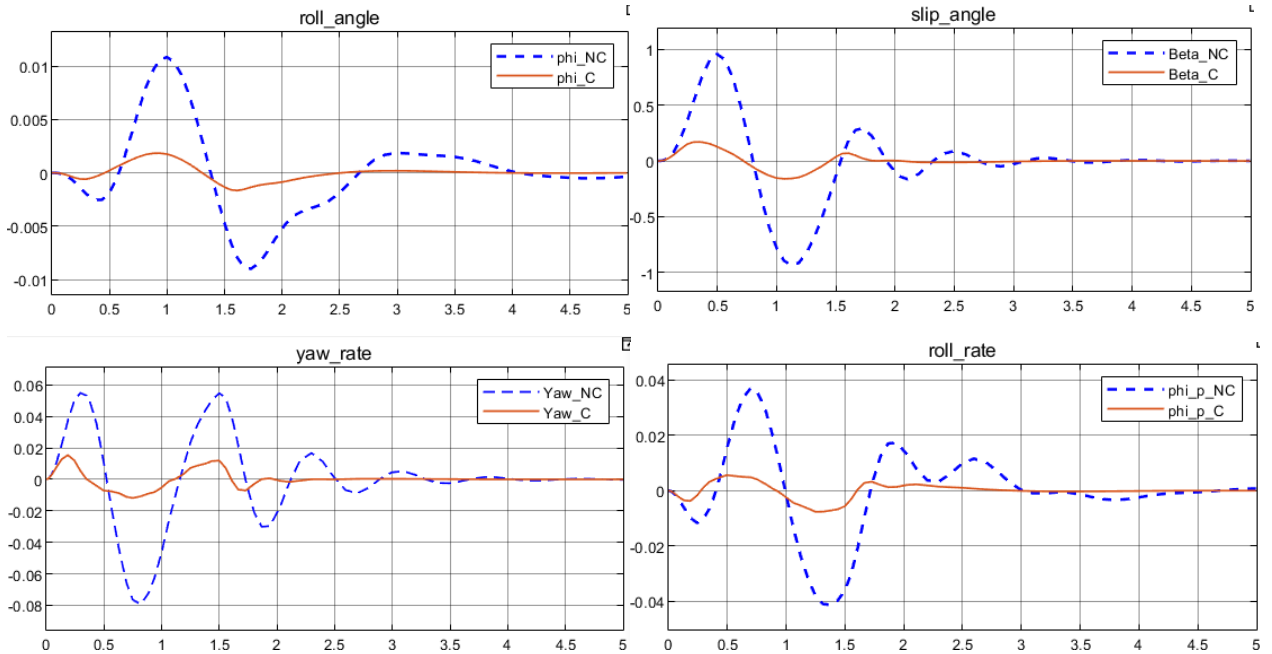 roll_angle
phi_NC
phi_C
0.01
0.005
0
-0.005
-0.01
0 0.5 1 1.5 2 2.5 3 3.5 4 4.5 5
slip_angle
Beta_NC
Beta_C
1
0.5
0
-0.5
-1
0 0.5 1 1.5 2 2.5 3 3.5 4 4.5 5
yaw_rate
Yaw_NC
Yaw_C
0.06
0.04
0.02
0
-0.02
-0.04
-0.06
-0.08
0 0.5 1 1.5 2 2.5 3 3.5 4 4.5 5
roll_rate
phi_p_NC
phi_p_C
0.04
0.02
0
-0.02
-0.04
0 0.5 1 1.5 2 2.5 3 3.5 4 4.5 5